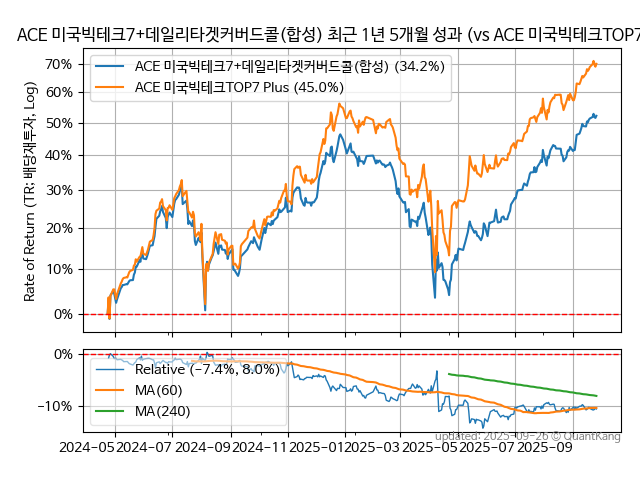 ACE 미국빅테크7+데일리타겟커버드콜(합성) 최근 1년 5개월 성과 (vs ACE 미국빅테크TOP7
Rate of Return (TR: 배당재투자, Log)
70%
60%
50%
40%
30%
20%
10%
0%
ACE 미국빅테크7+데일리타겟커버드콜(합성) (34.2%)
ACE 미국빅테크TOP7 Plus (45.0%)
0%
−10%
Relative (−7.4%, 8.0%)
MA(60)
MA(240)
2024-05 2024-07 2024-09 2024-11 2025-01 2025-03 2025-05 2025-07 2025-09
updated: 2025-09-26 © QuantKang